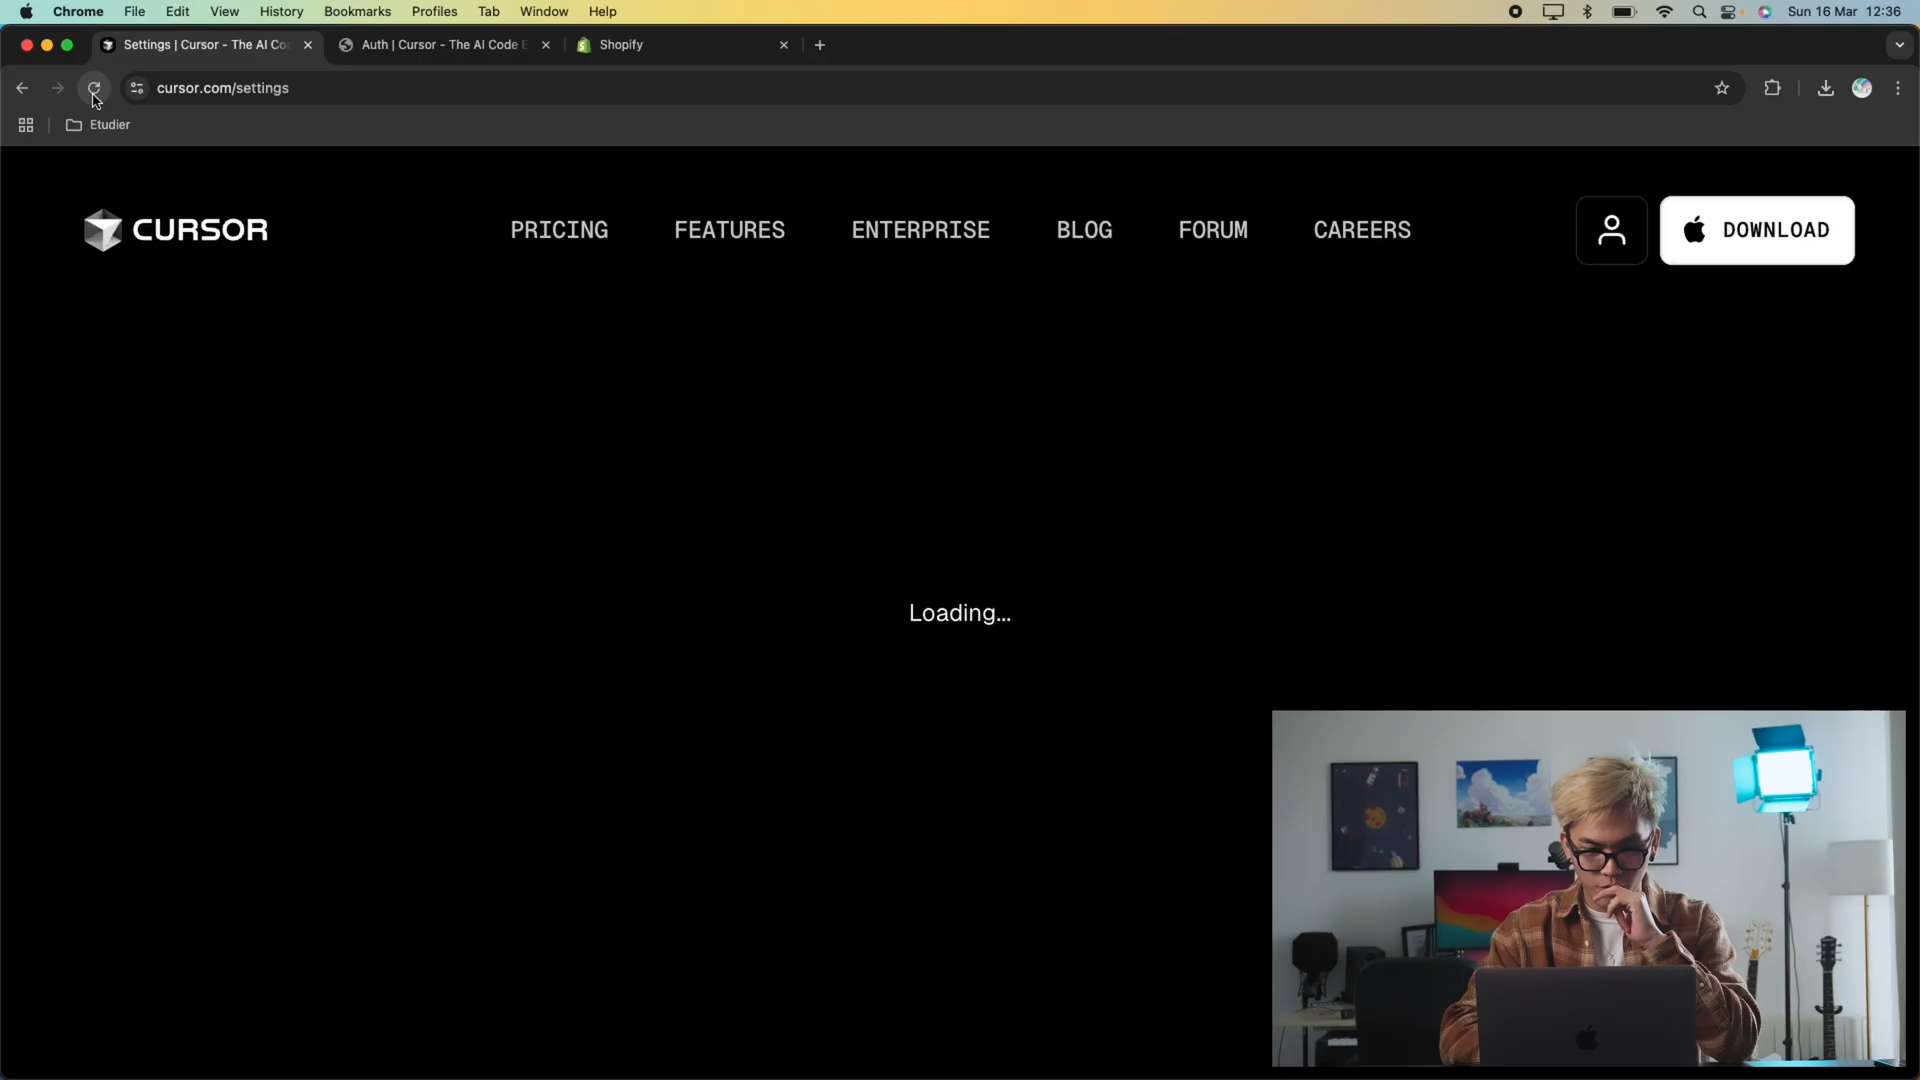 Chrome File Edit View History Bookmarks Profiles Tab Window Help Sun 16 Mar 12:36
Settings | Cursor - The AI Co Auth | Cursor - The AI Code E Shopify
cursor.com/settings
Etudier
CURSOR PRICING FEATURES ENTERPRISE BLOG FORUM CAREERS DOWNLOAD
Loading...